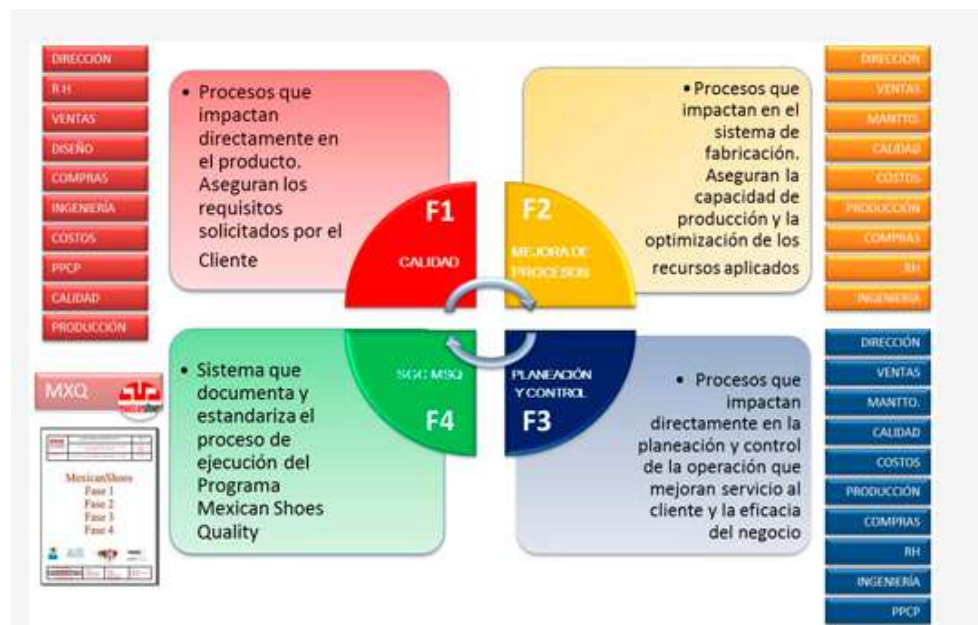 DIRECCIÓN
R H
VENTAS
DISEÑO
COMPRAS
INGENIERÍA
COSTOS
PPCP
CALIDAD
PRODUCCIÓN
• Procesos que
impactan
directamente en
el producto.
Aseguran los
requisitos
solicitados por el
Cliente
F1
CALIDAD
• Procesos que
impactan en el
sistema de
fabricación.
Aseguran la
capacidad de
producción y la
optimización de los
recursos aplicados
F2
MEJORA DE
PROCESOS
DIRECCIÓN
VENTAS
MANTTO.
CALIDAD
COSTOS
PRODUCCIÓN
COMPRAS
RH
INGENIERÍA
MXQ
MexicanShoes
Fase 1
Fase 2
Fase 3
Fase 4
• Sistema que
documenta y
estandariza el
proceso de
ejecución del
Programa
Mexican Shoes
Quality
SGC MSQ
F4
PLANEACIÓN
Y CONTROL
F3
• Procesos que
impactan
directamente en la
planeación y control
de la operación que
mejoran servicio al
cliente y la eficacia
del negocio
DIRECCIÓN
VENTAS
MANTTO.
CALIDAD
COSTOS
PRODUCCIÓN
COMPRAS
RH
INGENIERÍA
PPCP